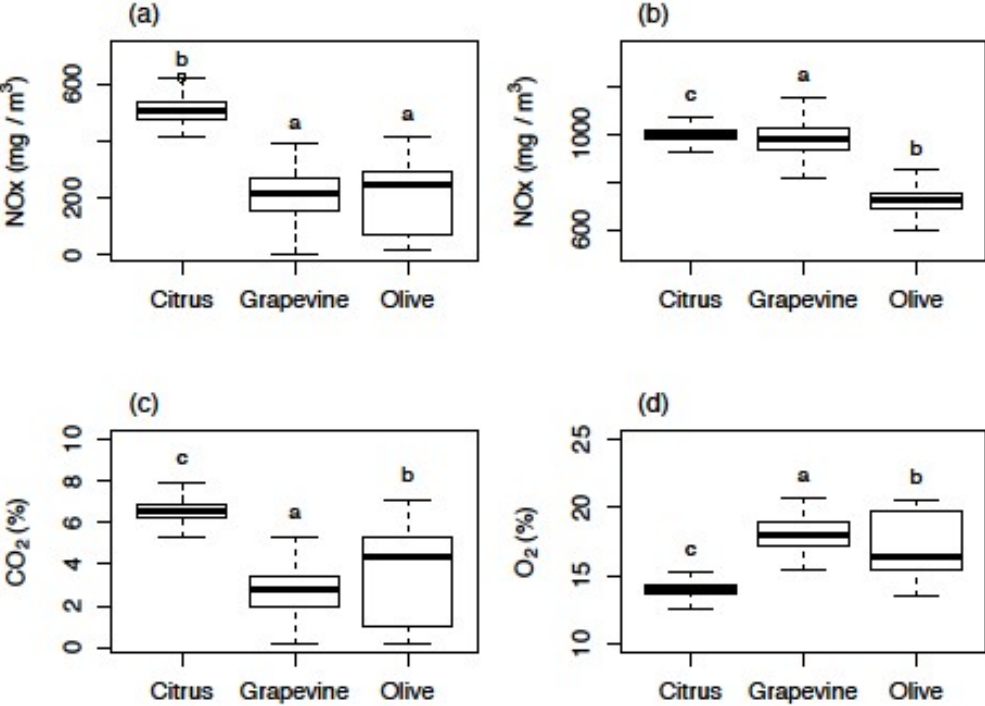 (a)
NOx (mg / m³)
0
200
600
b
a
a
Citrus
Grapevine
Olive
(b)
NOx (mg / m³)
600
1000
c
a
b
Citrus
Grapevine
Olive
(c)
CO₂ (%)
0
2
4
6
8
10
c
a
b
Citrus
Grapevine
Olive
(d)
O₂ (%)
10
15
20
25
c
a
b
Citrus
Grapevine
Olive